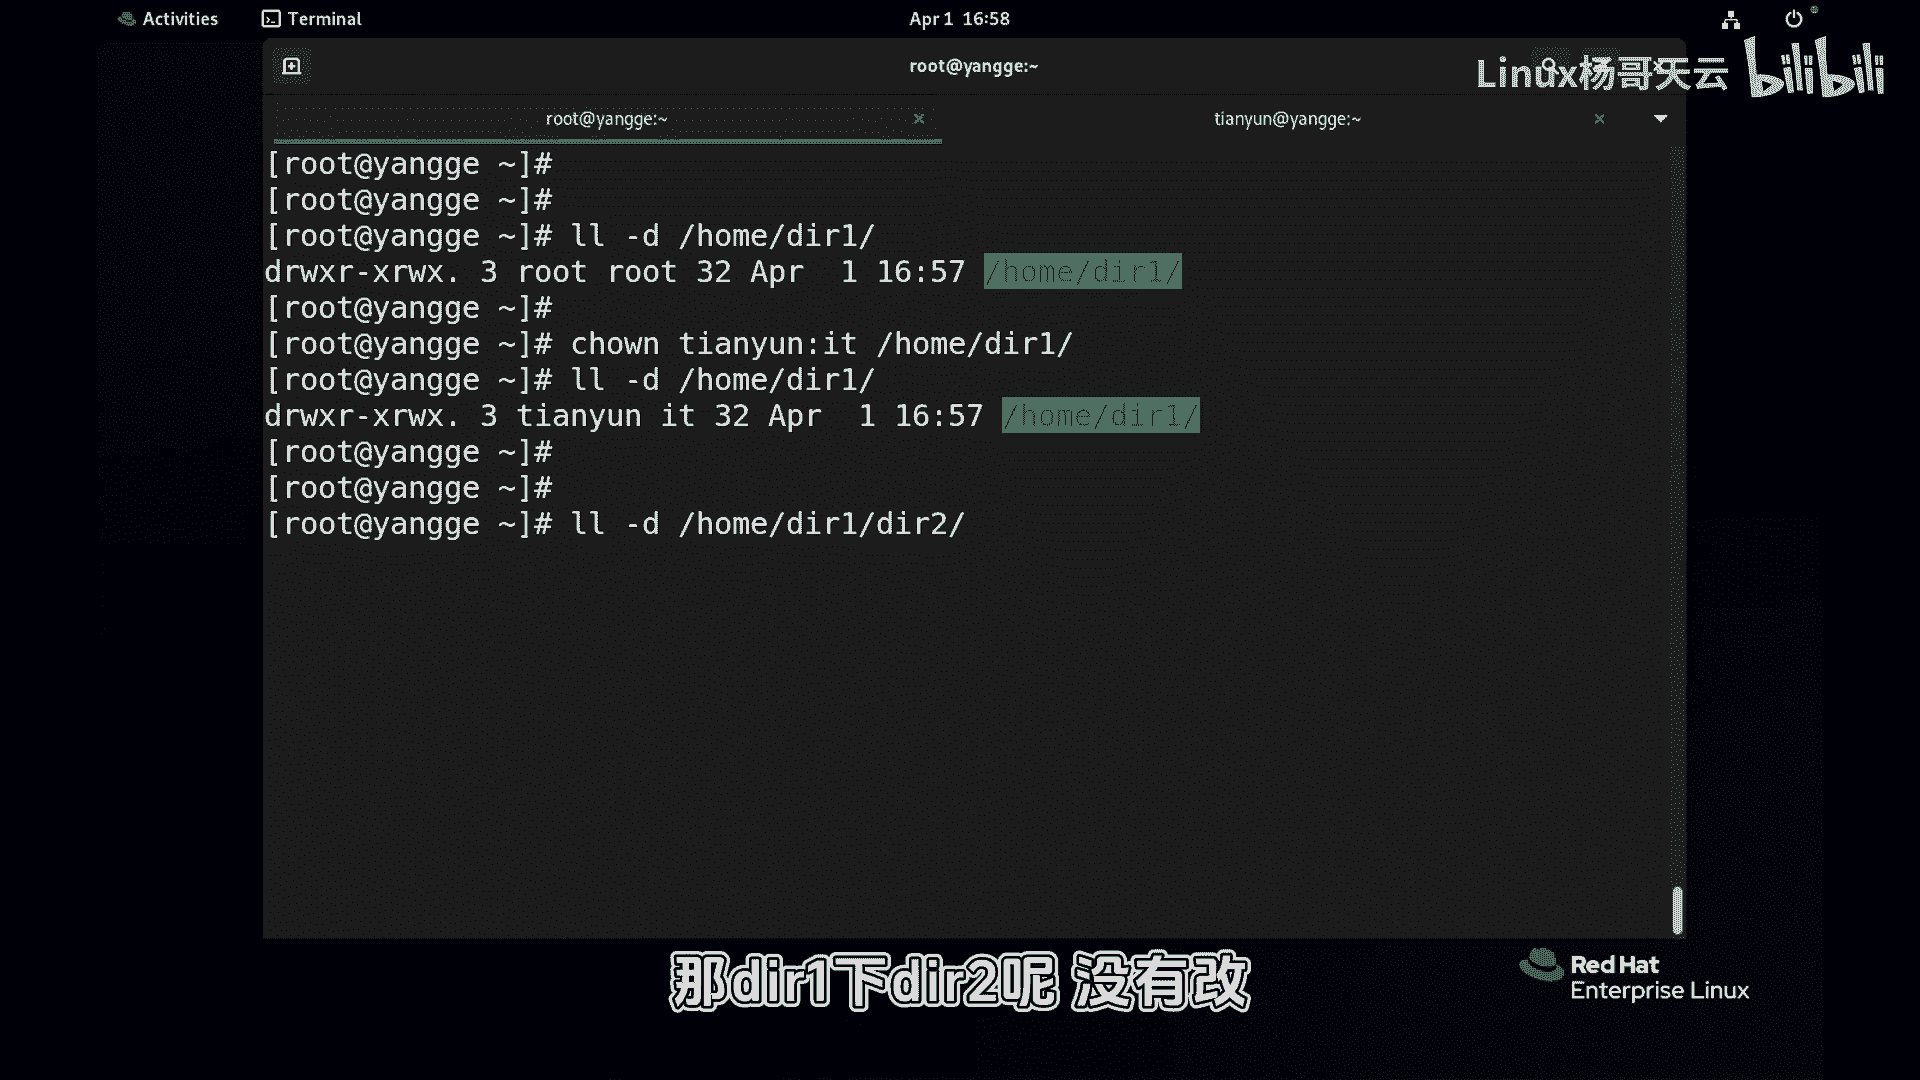 Activities
Terminal
Apr 1 16:58
root@yangge:~
Linux杨哥天云 bilibili
root@yangge:~
tianyun@yangge:~
[root@yangge ~]#
[root@yangge ~]#
[root@yangge ~]# ll -d /home/dir1/
drwxr-xrwx. 3 root root 32 Apr  1 16:57 /home/dir1/
[root@yangge ~]#
[root@yangge ~]# chown tianyun:it /home/dir1/
[root@yangge ~]# ll -d /home/dir1/
drwxr-xrwx. 3 tianyun it 32 Apr  1 16:57 /home/dir1/
[root@yangge ~]#
[root@yangge ~]#
[root@yangge ~]# ll -d /home/dir1/dir2/
那dir1下dir2呢 没有改
Red Hat
Enterprise Linux